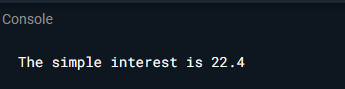 Console
The simple interest is 22.4